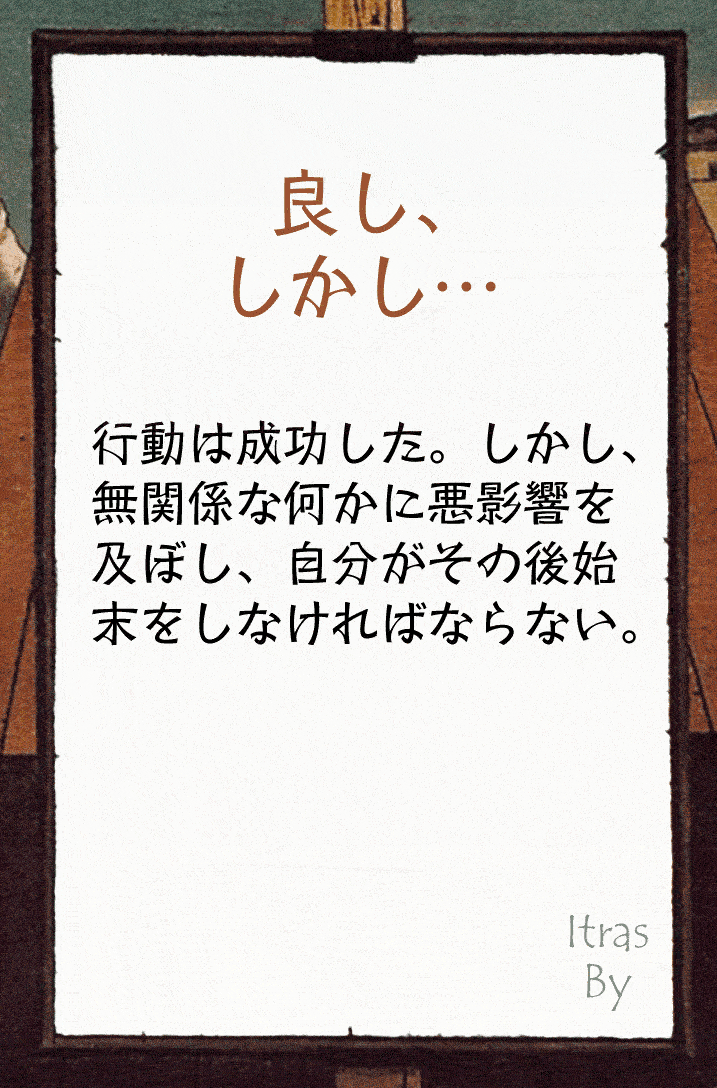 良し、
しかし…
行動は成功した。しかし、
無関係な何かに悪影響を
及ぼし、自分がその後始
末をしなければならない。
Itras
By